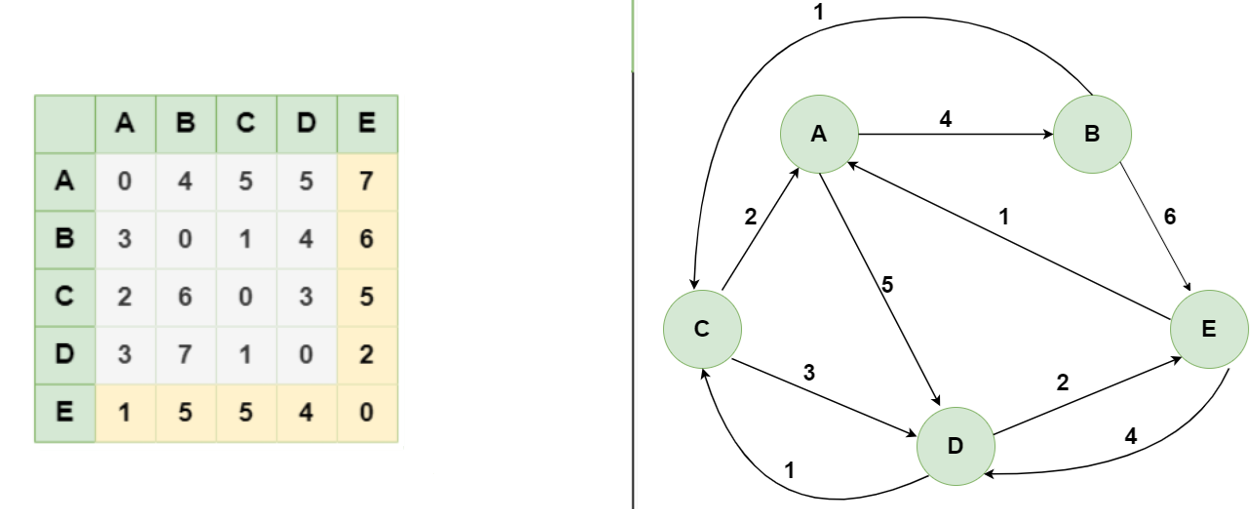 A B C D E
A 0 4 5 5 7
B 3 0 1 4 6
C 2 6 0 3 5
D 3 7 1 0 2
E 1 5 5 4 0
1
A 4 B
2 1 6
5
C E
3 2
D 4
1